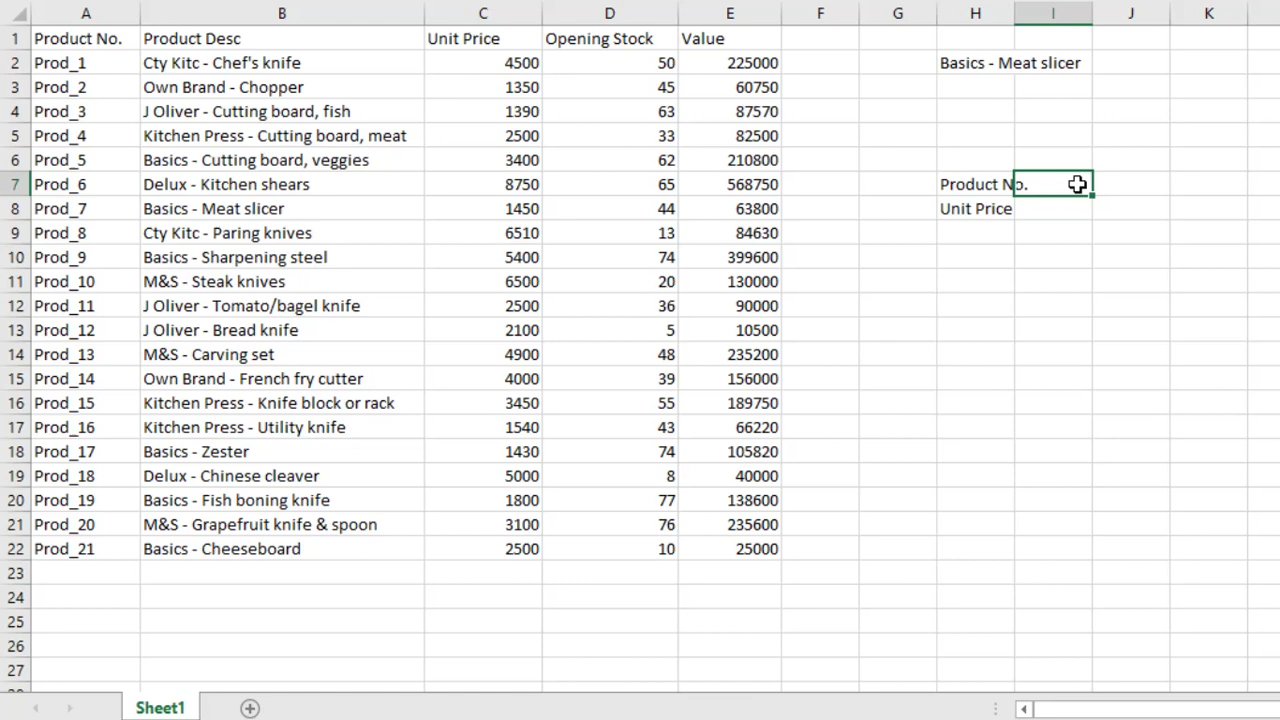 A B C D E F G H I J K
1 Product No. Product Desc Unit Price Opening Stock Value
2 Prod_1 Cty Kitc - Chef's knife 4500 50 225000 Basics - Meat slicer
3 Prod_2 Own Brand - Chopper 1350 45 60750
4 Prod_3 J Oliver - Cutting board, fish 1390 63 87570
5 Prod_4 Kitchen Press - Cutting board, meat 2500 33 82500
6 Prod_5 Basics - Cutting board, veggies 3400 62 210800
7 Prod_6 Delux - Kitchen shears 8750 65 568750 Product No.
8 Prod_7 Basics - Meat slicer 1450 44 63800 Unit Price
9 Prod_8 Cty Kitc - Paring knives 6510 13 84630
10 Prod_9 Basics - Sharpening steel 5400 74 399600
11 Prod_10 M&S - Steak knives 6500 20 130000
12 Prod_11 J Oliver - Tomato/bagel knife 2500 36 90000
13 Prod_12 J Oliver - Bread knife 2100 5 10500
14 Prod_13 M&S - Carving set 4900 48 235200
15 Prod_14 Own Brand - French fry cutter 4000 39 156000
16 Prod_15 Kitchen Press - Knife block or rack 3450 55 189750
17 Prod_16 Kitchen Press - Utility knife 1540 43 66220
18 Prod_17 Basics - Zester 1430 74 105820
19 Prod_18 Delux - Chinese cleaver 5000 8 40000
20 Prod_19 Basics - Fish boning knife 1800 77 138600
21 Prod_20 M&S - Grapefruit knife & spoon 3100 76 235600
22 Prod_21 Basics - Cheeseboard 2500 10 25000
23
24
25
26
27
Sheet1